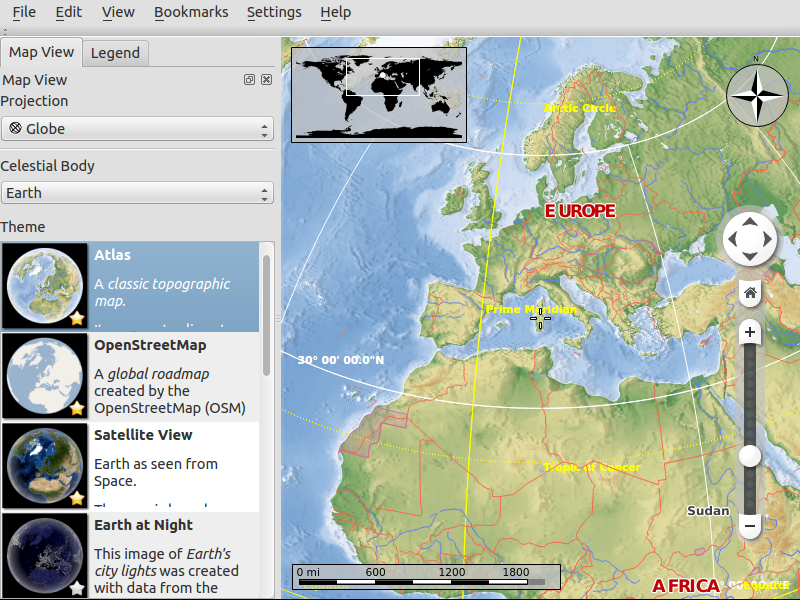 File Edit View Bookmarks Settings Help
Map View Legend
Map View
Projection
Globe
Celestial Body
Earth
Theme
Atlas
A classic topographic
map.
OpenStreetMap
A global roadmap
created by the
OpenStreetMap (OSM)
Satellite View
Earth as seen from
Space.
Earth at Night
This image of Earth's
city lights was created
with data from the
N
Arctic Circle
EUROPE
Prime Meridian
30° 00' 00.0"N
Tropic of Cancer
Sudan
AFRICA
0 mi 600 1200 1800